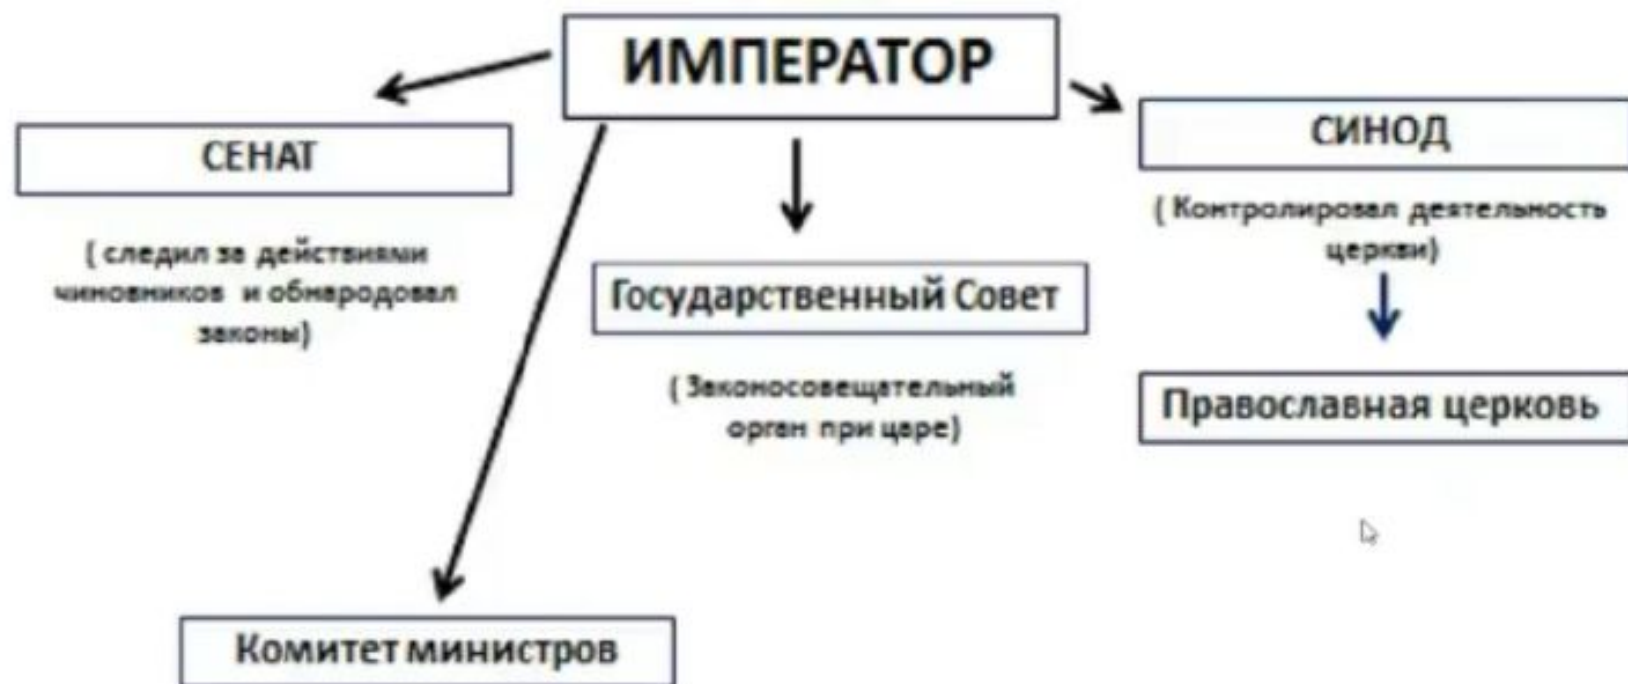 ИМПЕРАТОР
СЕНАТ
( следил за действиями
чиновников и обнародовал
законы)
Государственный Совет
( Законосовещательный
орган при царе)
СИНОД
( Контролировал деятельность
церкви)
Православная церковь
Комитет министров